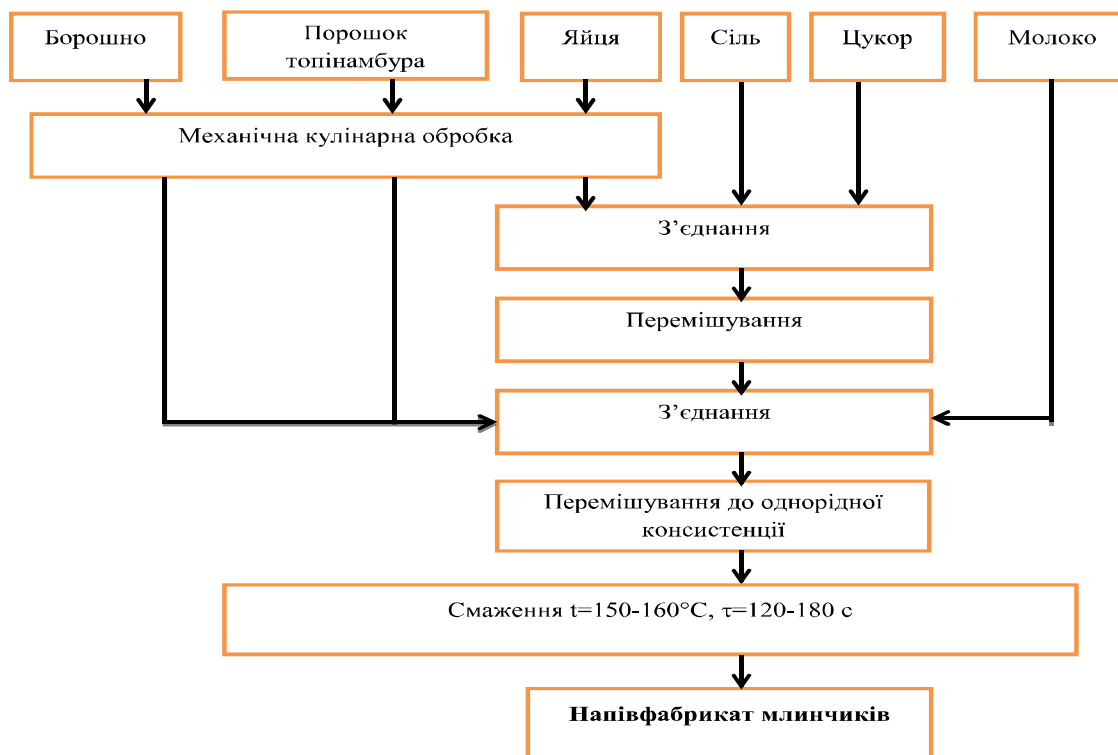 Борошно
Порошок
топінамбура
Яйця
Сіль
Цукор
Молоко
Механічна кулінарна обробка
З’єднання
Перемішування
З’єднання
Перемішування до однорідної
консистенції
Смаження t=150-160°С, τ=120-180 с
Напівфабрикат млинчиків